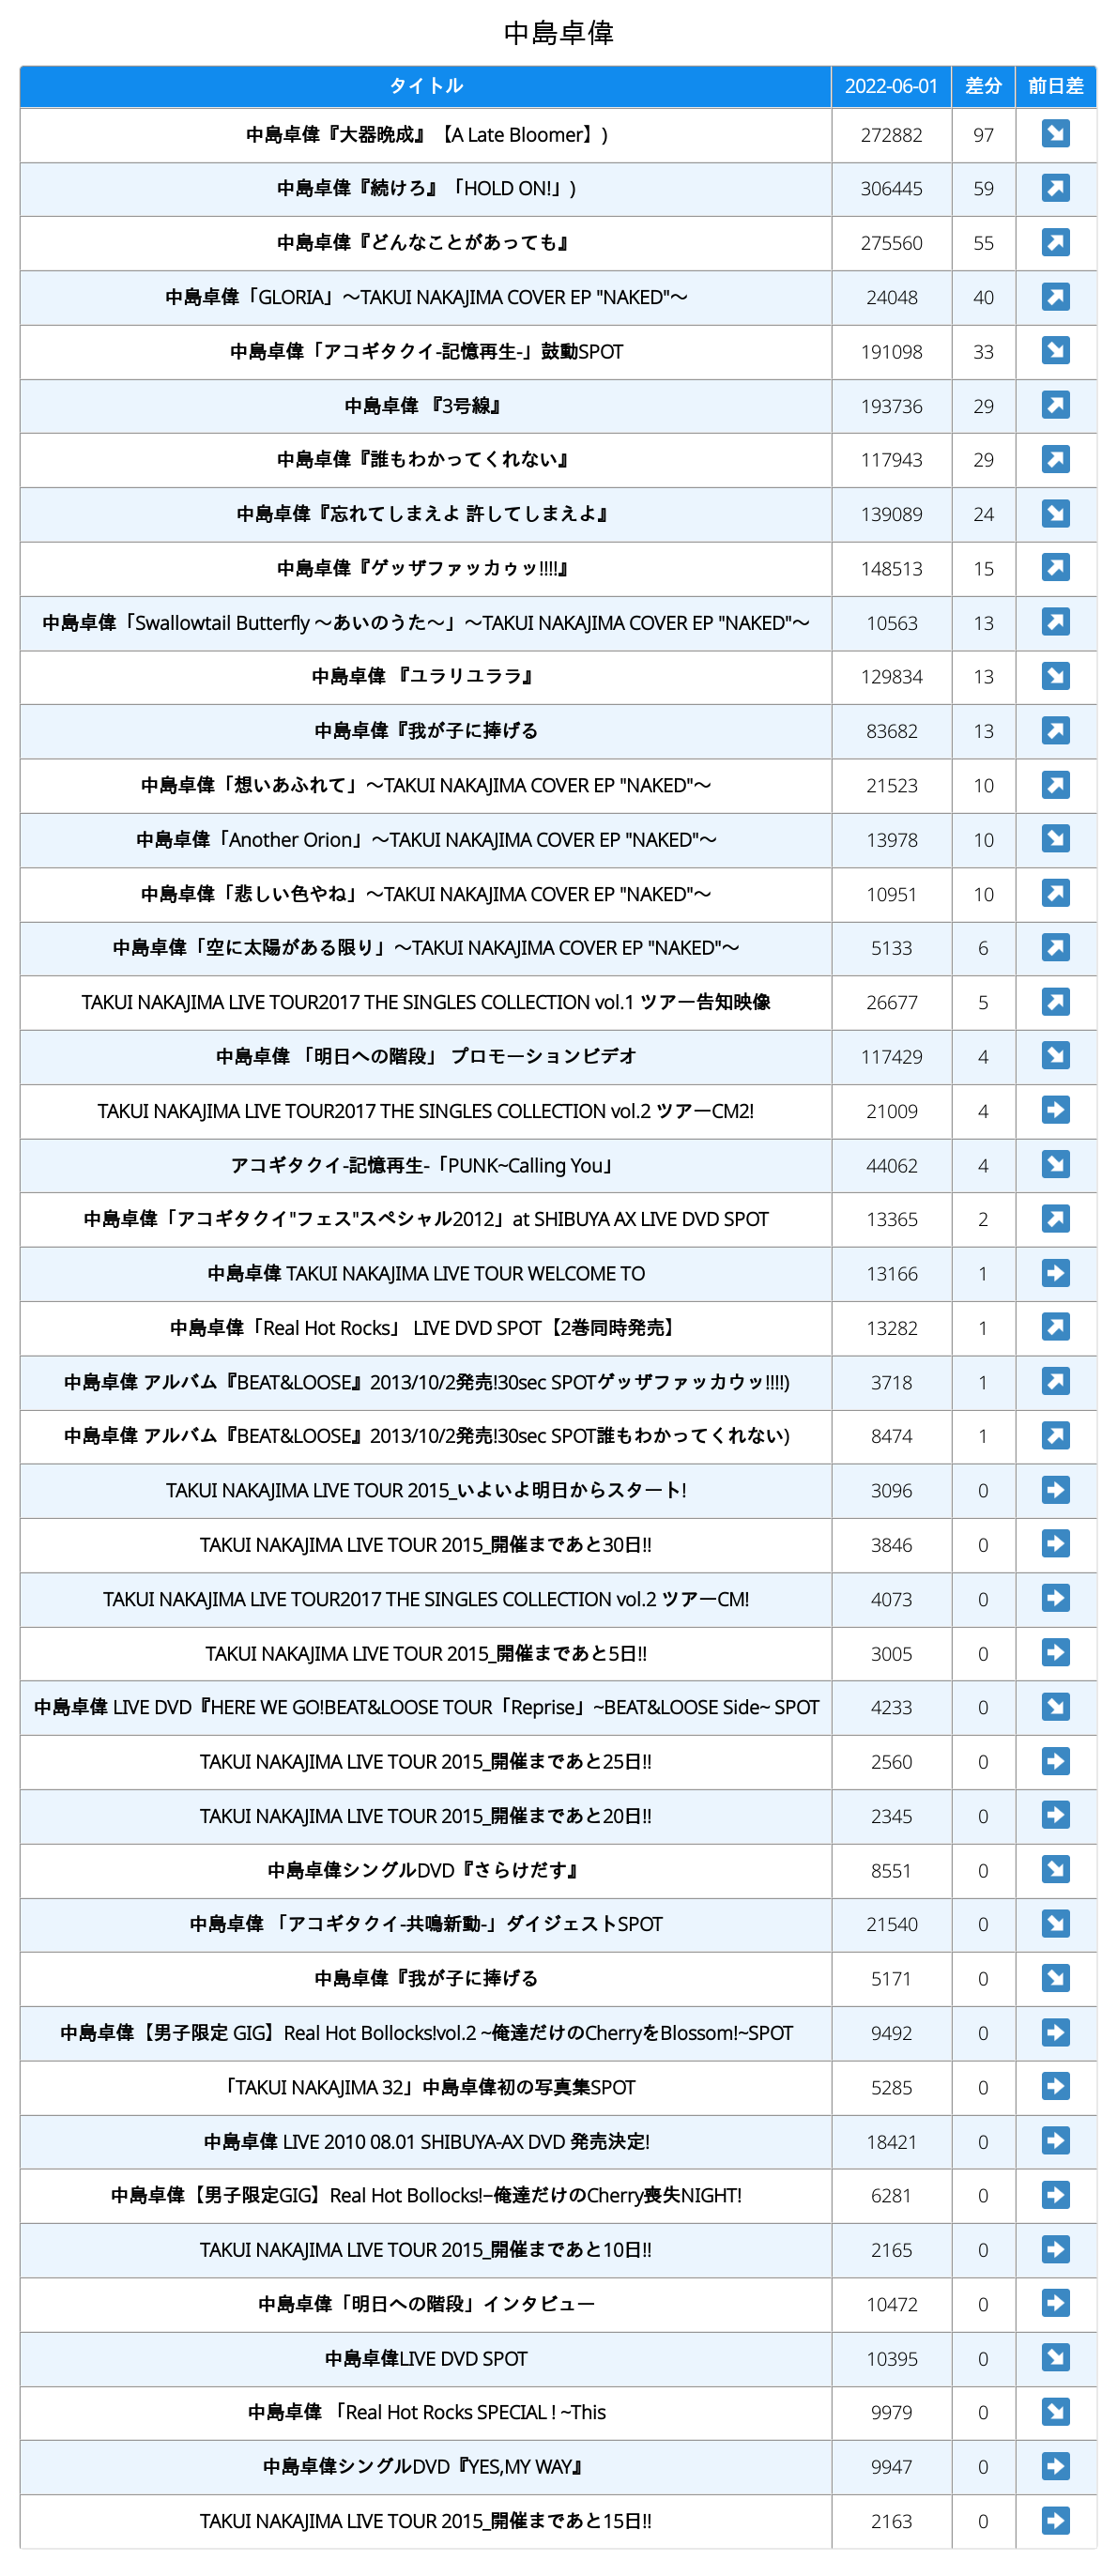 中島卓偉
タイトル 2022-06-01 差分 前日差
中島卓偉『大器晩成』【A Late Bloomer】) 272882 97 ↘
中島卓偉『続けろ』「HOLD ON!」) 306445 59 ↗
中島卓偉『どんなことがあっても』 275560 55 ↗
中島卓偉「GLORIA」〜TAKUI NAKAJIMA COVER EP "NAKED"〜 24048 40 ↗
中島卓偉「アコギタクイ-記憶再生-」鼓動SPOT 191098 33 ↘
中島卓偉 『3号線』 193736 29 ↗
中島卓偉『誰もわかってくれない』 117943 29 ↗
中島卓偉『忘れてしまえよ 許してしまえよ』 139089 24 ↘
中島卓偉『ゲッザファッカゥッ!!!!』 148513 15 ↗
中島卓偉「Swallowtail Butterfly 〜あいのうた〜」〜TAKUI NAKAJIMA COVER EP "NAKED"〜 10563 13 ↗
中島卓偉 『ユラリユララ』 129834 13 ↘
中島卓偉『我が子に捧げる 83682 13 ↗
中島卓偉「想いあふれて」〜TAKUI NAKAJIMA COVER EP "NAKED"〜 21523 10 ↗
中島卓偉「Another Orion」〜TAKUI NAKAJIMA COVER EP "NAKED"〜 13978 10 ↘
中島卓偉「悲しい色やね」〜TAKUI NAKAJIMA COVER EP "NAKED"〜 10951 10 ↗
中島卓偉「空に太陽がある限り」〜TAKUI NAKAJIMA COVER EP "NAKED"〜 5133 6 ↗
TAKUI NAKAJIMA LIVE TOUR2017 THE SINGLES COLLECTION vol.1 ツアー告知映像 26677 5 ↗
中島卓偉 「明日への階段」 プロモーションビデオ 117429 4 ↘
TAKUI NAKAJIMA LIVE TOUR2017 THE SINGLES COLLECTION vol.2 ツアーCM2! 21009 4 ➡
アコギタクイ-記憶再生-「PUNK~Calling You」 44062 4 ↘
中島卓偉「アコギタクイ"フェス"スペシャル2012」at SHIBUYA AX LIVE DVD SPOT 13365 2 ↗
中島卓偉 TAKUI NAKAJIMA LIVE TOUR WELCOME TO 13166 1 ➡
中島卓偉「Real Hot Rocks」 LIVE DVD SPOT【2巻同時発売】 13282 1 ↗
中島卓偉 アルバム『BEAT&LOOSE』2013/10/2発売!30sec SPOTゲッザファッカウッ!!!!) 3718 1 ↗
中島卓偉 アルバム『BEAT&LOOSE』2013/10/2発売!30sec SPOT誰もわかってくれない) 8474 1 ↗
TAKUI NAKAJIMA LIVE TOUR 2015_いよいよ明日からスタート! 3096 0 ➡
TAKUI NAKAJIMA LIVE TOUR 2015_開催まであと30日!! 3846 0 ➡
TAKUI NAKAJIMA LIVE TOUR2017 THE SINGLES COLLECTION vol.2 ツアーCM! 4073 0 ➡
TAKUI NAKAJIMA LIVE TOUR 2015_開催まであと5日!! 3005 0 ➡
中島卓偉 LIVE DVD『HERE WE GO!BEAT&LOOSE TOUR「Reprise」~BEAT&LOOSE Side~ SPOT 4233 0 ↘
TAKUI NAKAJIMA LIVE TOUR 2015_開催まであと25日!! 2560 0 ➡
TAKUI NAKAJIMA LIVE TOUR 2015_開催まであと20日!! 2345 0 ➡
中島卓偉シングルDVD『さらけだす』 8551 0 ↘
中島卓偉 「アコギタクイ-共鳴新動-」ダイジェストSPOT 21540 0 ↘
中島卓偉『我が子に捧げる 5171 0 ↘
中島卓偉【男子限定 GIG】Real Hot Bollocks!vol.2 ~俺達だけのCherryをBlossom!~SPOT 9492 0 ➡
「TAKUI NAKAJIMA 32」中島卓偉初の写真集SPOT 5285 0 ➡
中島卓偉 LIVE 2010 08.01 SHIBUYA-AX DVD 発売決定! 18421 0 ➡
中島卓偉【男子限定GIG】Real Hot Bollocks!–俺達だけのCherry喪失NIGHT! 6281 0 ➡
TAKUI NAKAJIMA LIVE TOUR 2015_開催まであと10日!! 2165 0 ➡
中島卓偉「明日への階段」インタビュー 10472 0 ➡
中島卓偉LIVE DVD SPOT 10395 0 ↘
中島卓偉 「Real Hot Rocks SPECIAL ! ~This 9979 0 ↘
中島卓偉シングルDVD『YES,MY WAY』 9947 0 ➡
TAKUI NAKAJIMA LIVE TOUR 2015_開催まであと15日!! 2163 0 ➡